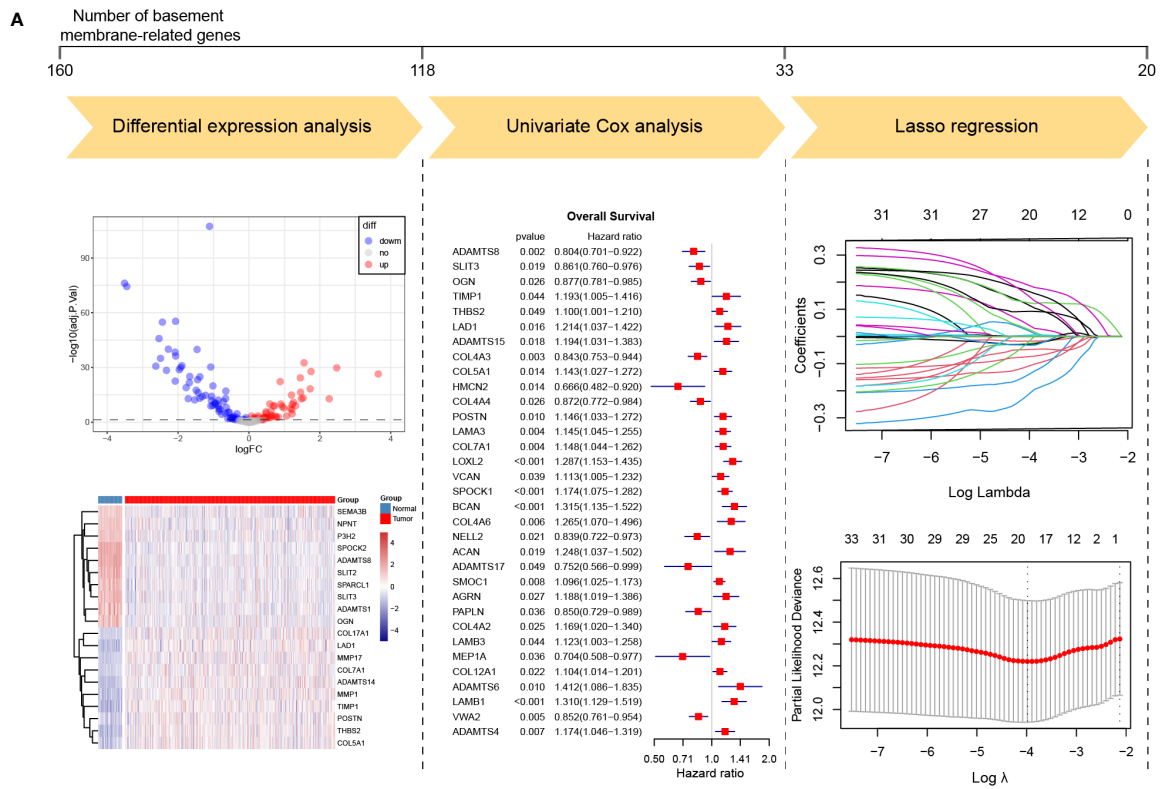 A
Number of basement
membrane-related genes
160 118 33 20
Differential expression analysis
Univariate Cox analysis
Lasso regression
diff
dowm
no
up
−log10(adj.P.Val)
90
60
30
0
−4 −2 0 2 4
logFC
Group
Group
Normal
Tumor
4
2
0
−2
−4
SEMA3B
NPNT
P3H2
SPOCK2
ADAMTS8
SLIT2
SPARCL1
SLIT3
ADAMTS1
OGN
COL17A1
LAD1
MMP17
COL7A1
ADAMTS14
MMP1
TIMP1
POSTN
THBS2
COL5A1
Overall Survival
pvalue Hazard ratio
ADAMTS8 0.002 0.804(0.701−0.922)
SLIT3 0.019 0.861(0.760−0.976)
OGN 0.026 0.877(0.781−0.985)
TIMP1 0.044 1.193(1.005−1.416)
THBS2 0.049 1.100(1.001−1.210)
LAD1 0.016 1.214(1.037−1.422)
ADAMTS15 0.018 1.194(1.031−1.383)
COL4A3 0.003 0.843(0.753−0.944)
COL5A1 0.014 1.143(1.027−1.272)
HMCN2 0.014 0.666(0.482−0.920)
COL4A4 0.026 0.872(0.772−0.984)
POSTN 0.010 1.146(1.033−1.272)
LAMA3 0.004 1.145(1.045−1.255)
COL7A1 0.004 1.148(1.044−1.262)
LOXL2 <0.001 1.287(1.153−1.435)
VCAN 0.039 1.113(1.005−1.232)
SPOCK1 <0.001 1.174(1.075−1.282)
BCAN <0.001 1.315(1.135−1.522)
COL4A6 0.006 1.265(1.070−1.496)
NELL2 0.021 0.839(0.722−0.973)
ACAN 0.019 1.248(1.037−1.502)
ADAMTS17 0.049 0.752(0.566−0.999)
SMOC1 0.008 1.096(1.025−1.173)
AGRN 0.027 1.188(1.019−1.386)
PAPLN 0.036 0.850(0.729−0.989)
COL4A2 0.025 1.169(1.020−1.340)
LAMB3 0.044 1.123(1.003−1.258)
MEP1A 0.036 0.704(0.508−0.977)
COL12A1 0.022 1.104(1.014−1.201)
ADAMTS6 0.010 1.412(1.086−1.835)
LAMB1 <0.001 1.310(1.129−1.519)
VWA2 0.005 0.852(0.761−0.954)
ADAMTS4 0.007 1.174(1.046−1.319)
0.50 0.71 1.0 1.41 2.0
Hazard ratio
31 31 27 20 12 0
Coefficients
0.3
0.1
−0.1
−0.3
−7 −6 −5 −4 −3 −2
Log Lambda
33 31 30 29 29 25 20 17 12 2 1
Partial Likelihood Deviance
12.6
12.4
12.2
12.0
−7 −6 −5 −4 −3 −2
Log λ